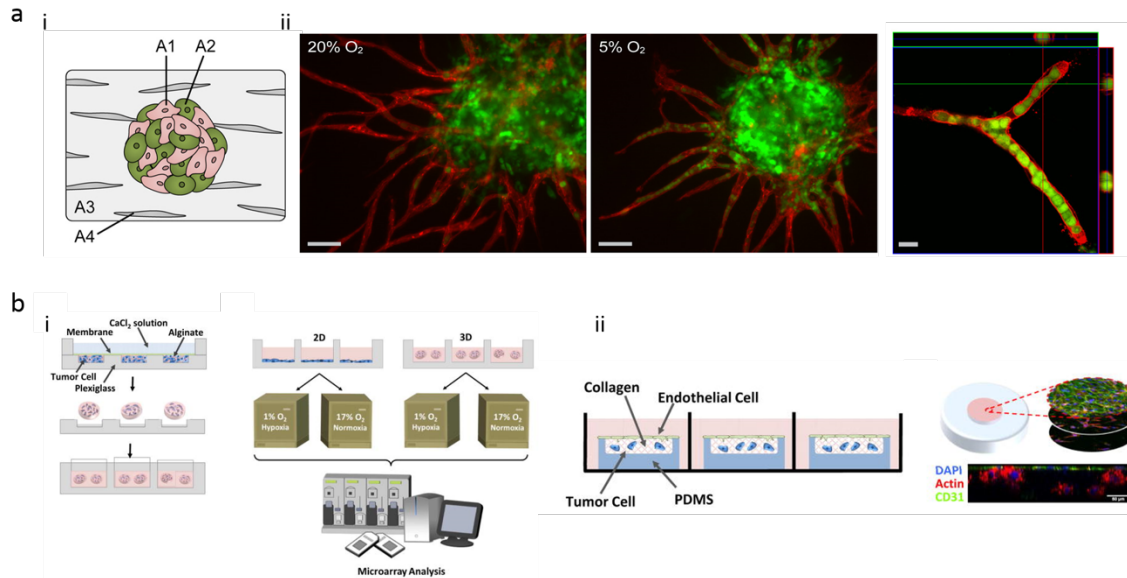 a
i
A1
A2
A3
A4
ii
20% O₂
5% O₂
b
i
CaCl₂ solution
Membrane
Alginate
Tumor Cell
Plexiglass
2D
3D
1% O₂
Hypoxia
17% O₂
Normoxia
1% O₂
Hypoxia
17% O₂
Normoxia
Microarray Analysis
ii
Collagen
Endothelial Cell
Tumor Cell
PDMS
DAPI
Actin
CD31